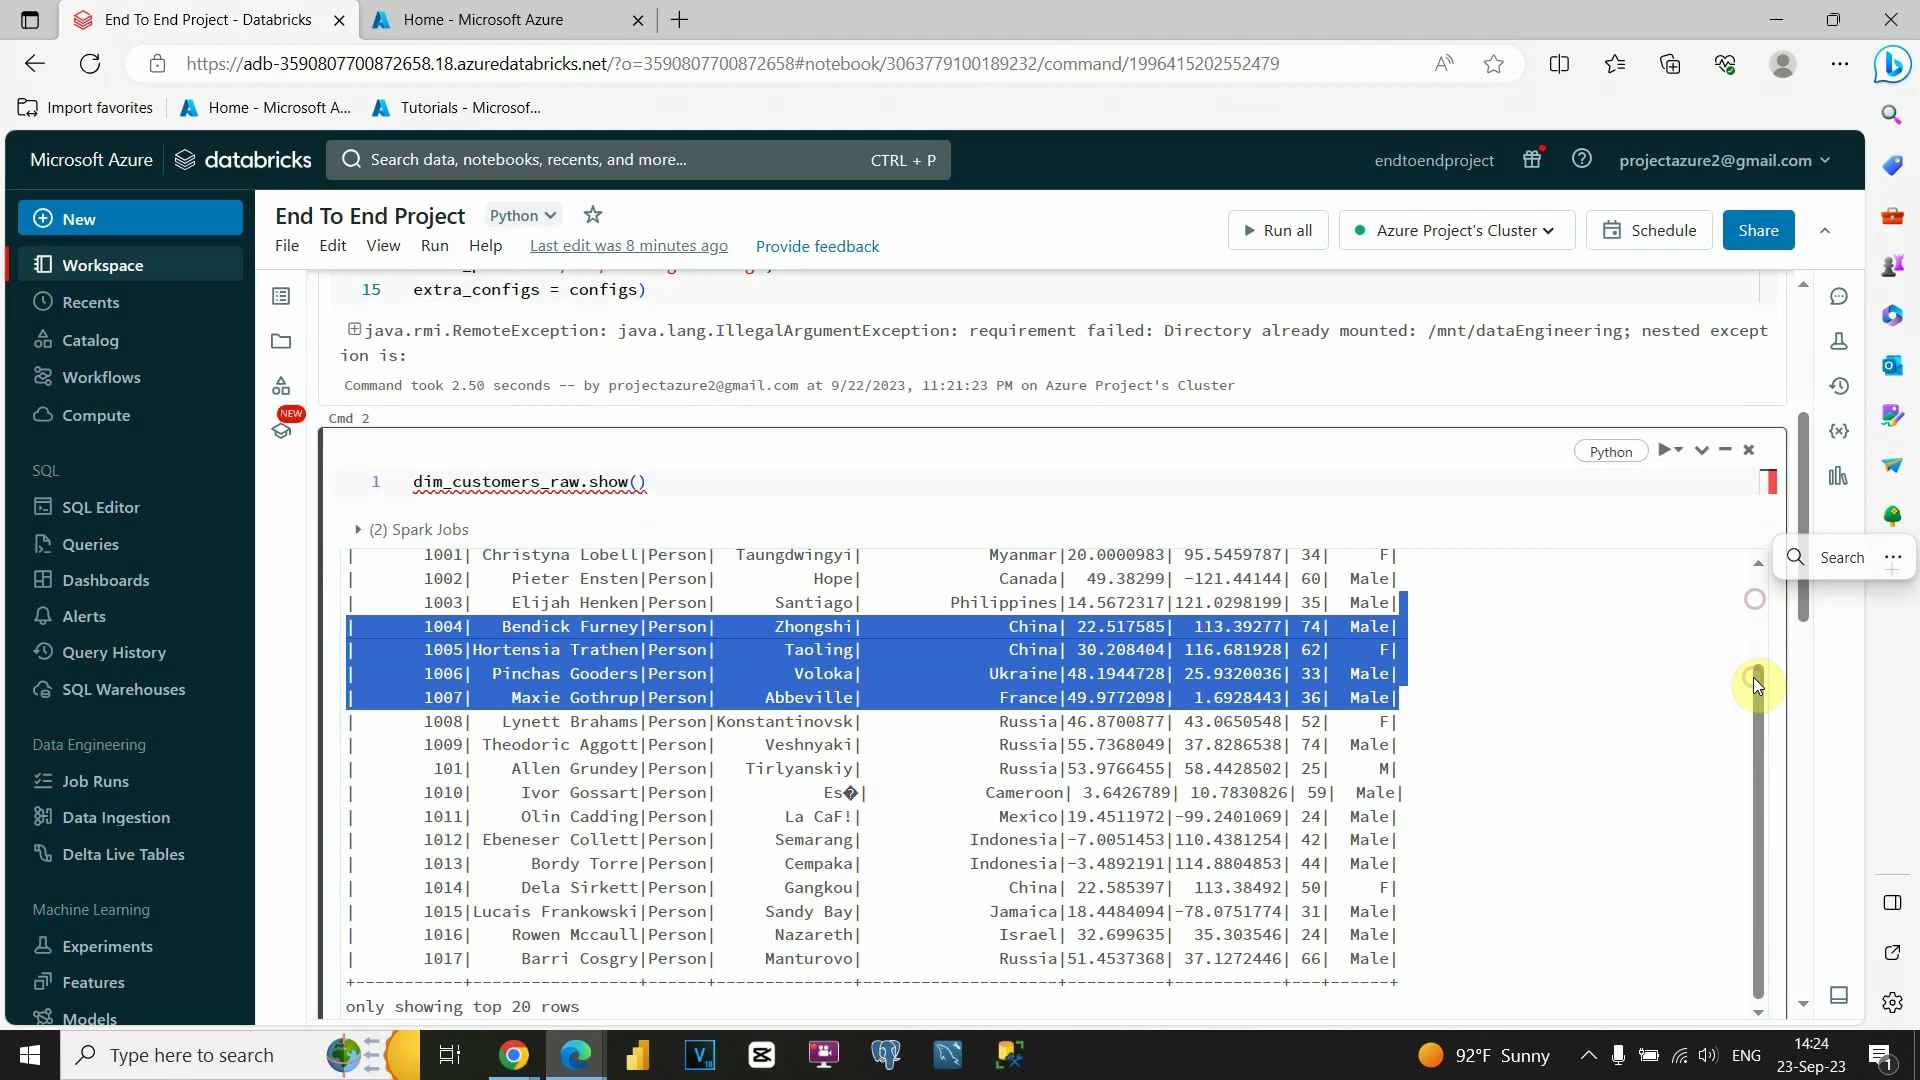 End To End Project - Databricks
Home - Microsoft Azure
https://adb-3590807700872658.18.azuredatabricks.net/?o=3590807700872658#notebook/3063779100189232/command/1996415202552479
Import favorites
Home - Microsoft A...
Tutorials - Microsof...
Microsoft Azure
databricks
Search data, notebooks, recents, and more...
CTRL + P
endtoendproject
projectazure2@gmail.com
New
Workspace
Recents
Catalog
Workflows
Compute
SQL
SQL Editor
Queries
Dashboards
Alerts
Query History
SQL Warehouses
Data Engineering
Job Runs
Data Ingestion
Delta Live Tables
Machine Learning
Experiments
Features
Models
End To End Project
Python
File Edit View Run Help Last edit was 8 minutes ago Provide feedback
Run all
Azure Project's Cluster
Schedule
Share
NEW
15 extra_configs = configs)
java.rmi.RemoteException: java.lang.IllegalArgumentException: requirement failed: Directory already mounted: /mnt/dataEngineering; nested except
ion is:
Command took 2.50 seconds -- by projectazure2@gmail.com at 9/22/2023, 11:21:23 PM on Azure Project's Cluster
Cmd 2
Python
1 dim_customers_raw.show()
(2) Spark Jobs
| 1001| Christyna Lobell|Person| Taungdwingyi| Myanmar|20.0000983| 95.5459787| 34| F|
| 1002| Pieter Ensten|Person| Hope| Canada| 49.38299| -121.44144| 60| Male|
| 1003| Elijah Henken|Person| Santiago| Philippines|14.5672317|121.0298199| 35| Male|
| 1004| Bendick Furney|Person| Zhongshi| China| 22.517585| 113.39277| 74| Male|
| 1005|Hortensia Trathen|Person| Taoling| China| 30.208404| 116.681928| 62| F|
| 1006| Pinchas Gooders|Person| Voloka| Ukraine|48.1944728| 25.9320036| 33| Male|
| 1007| Maxie Gothrup|Person| Abbeville| France|49.9772098| 1.6928443| 36| Male|
| 1008| Lynett Brahams|Person|Konstantinovsk| Russia|46.8700877| 43.0650548| 52| F|
| 1009| Theodoric Aggott|Person| Veshnyaki| Russia|55.7368049| 37.8286538| 74| Male|
| 101| Allen Grundey|Person| Tirlyanskiy| Russia|53.9766455| 58.4428502| 25| M|
| 1010| Ivor Gossart|Person| Es�| Cameroon| 3.6426789| 10.7830826| 59| Male|
| 1011| Olin Cadding|Person| La CaF!| Mexico|19.4511972|-99.2401069| 24| Male|
| 1012| Ebeneser Collett|Person| Semarang| Indonesia|-7.0051453|110.4381254| 42| Male|
| 1013| Bordy Torre|Person| Cempaka| Indonesia|-3.4892191|114.8804853| 44| Male|
| 1014| Dela Sirkett|Person| Gangkou| China| 22.585397| 113.38492| 50| F|
| 1015|Lucais Frankowski|Person| Sandy Bay| Jamaica|18.4484094|-78.0751774| 31| Male|
| 1016| Rowen Mccaull|Person| Nazareth| Israel| 32.699635| 35.303546| 24| Male|
| 1017| Barri Cosgry|Person| Manturovo| Russia|51.4537368| 37.1272446| 66| Male|
+-----------+-----------------+------+--------------+--------------------+----------+-----------+---+------+
only showing top 20 rows
Search
Type here to search
92°F Sunny
ENG
14:24
23-Sep-23
1